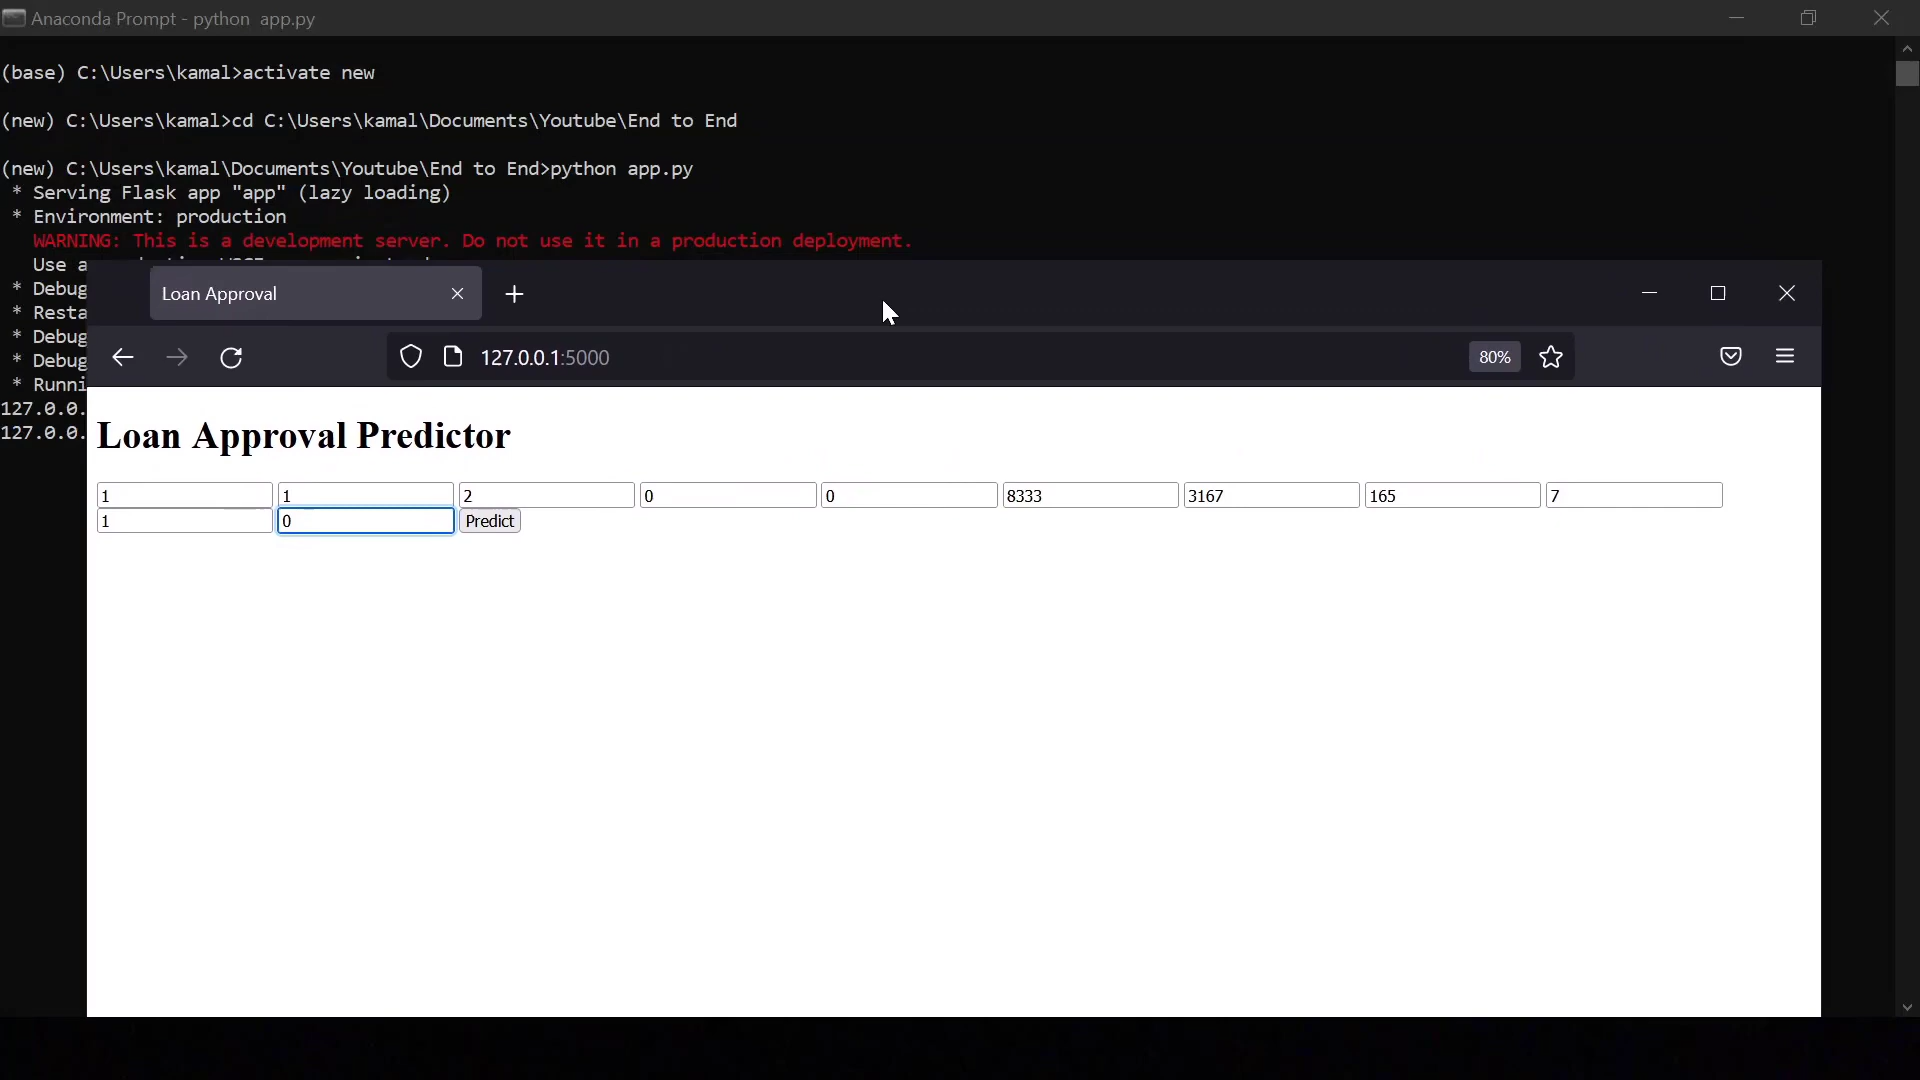 Anaconda Prompt - python  app.py
(base) C:\Users\kamal>activate new
(new) C:\Users\kamal>cd C:\Users\kamal\Documents\Youtube\End to End
(new) C:\Users\kamal\Documents\Youtube\End to End>python app.py
* Serving Flask app "app" (lazy loading)
* Environment: production
WARNING: This is a development server. Do not use it in a production deployment.
Use a
* Debug
* Resta
* Debug
* Debug
* Runni
127.0.0.
127.0.0.
Loan Approval
127.0.0.1:5000 80%
Loan Approval Predictor
1 1 2 0 0 8333 3167 165 7
1 0 Predict